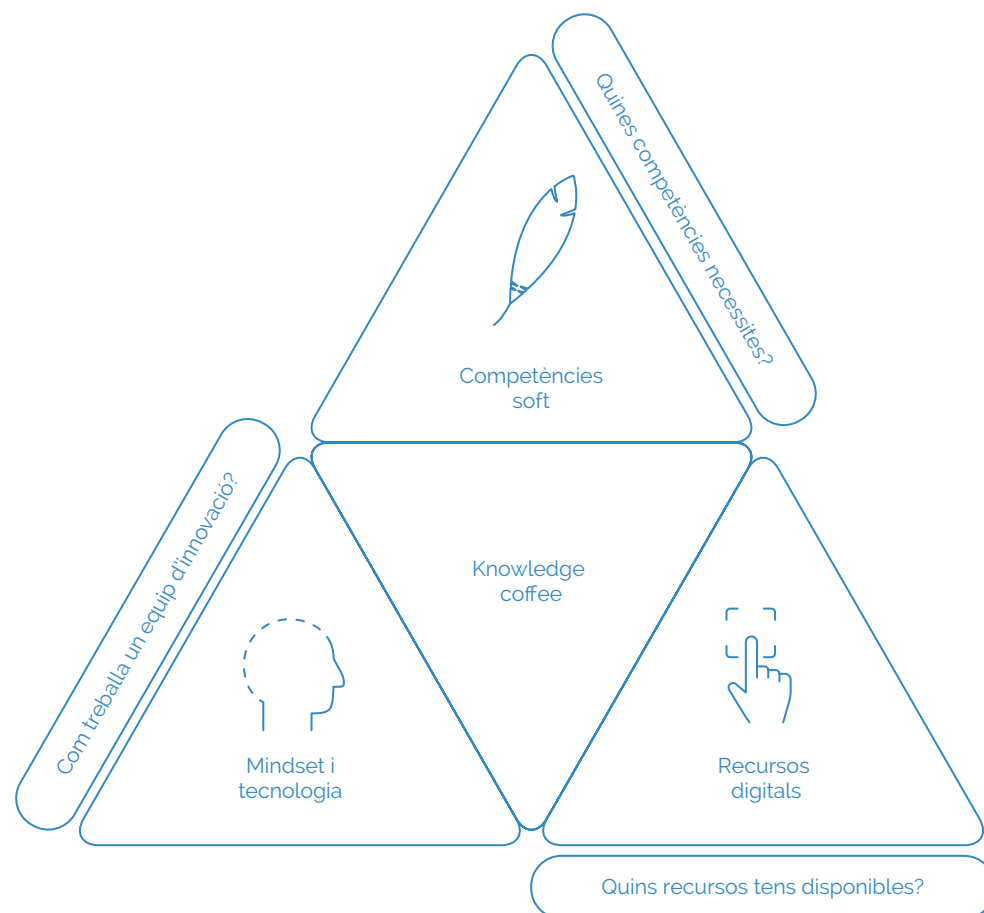 Quines competències necessites?
Competències
soft
Com treballa un equip d'innovació?
Knowledge
coffee
Mindset i
tecnologia
Recursos
digitals
Quins recursos tens disponibles?